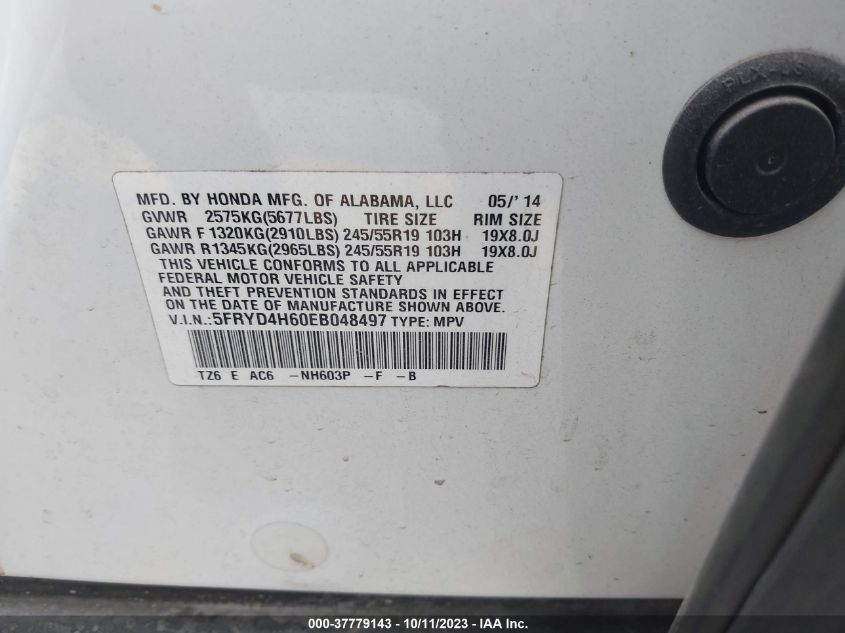 PLX
MFD. BY HONDA MFG. OF ALABAMA, LLC 05/' 14
GVWR 2575KG(5677LBS) TIRE SIZE RIM SIZE
GAWR F 1320KG(2910LBS) 245/55R19 103H 19X8.0J
GAWR R1345KG(2965LBS) 245/55R19 103H 19X8.0J
THIS VEHICLE CONFORMS TO ALL APPLICABLE
FEDERAL MOTOR VEHICLE SAFETY
AND THEFT PREVENTION STANDARDS IN EFFECT
ON THE DATE OF MANUFACTURE SHOWN ABOVE.
V.I.N.:5FRYD4H60EB048497 TYPE: MPV
TZ6 E AC6 -NH603P -F -B
000-37779143 - 10/11/2023 - IAA Inc.